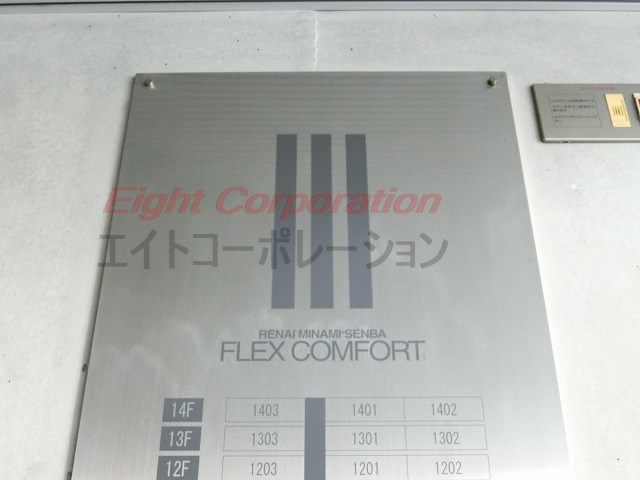 Eight Corporation
エイトコーポレーション
RENAI MINAMI-SENBA
FLEX COMFORT
14F 1403 1401 1402
13F 1303 1301 1302
12F 1203 1201 1202